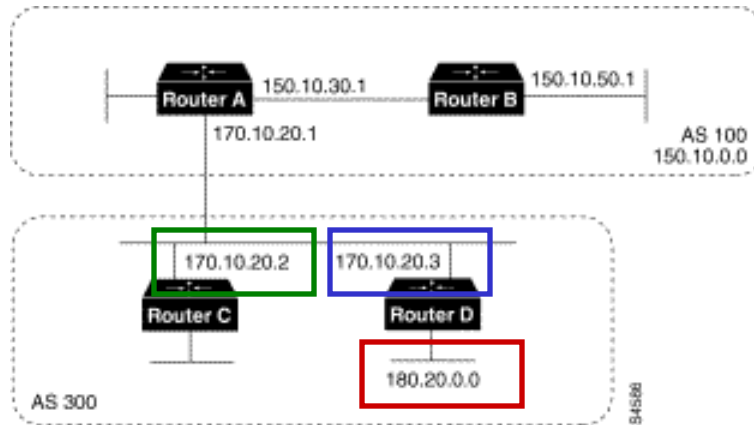 Router A
150.10.30.1
Router B
150.10.50.1
170.10.20.1
AS 100
150.10.0.0
170.10.20.2
170.10.20.3
Router C
Router D
180.20.0.0
AS 300
S4586